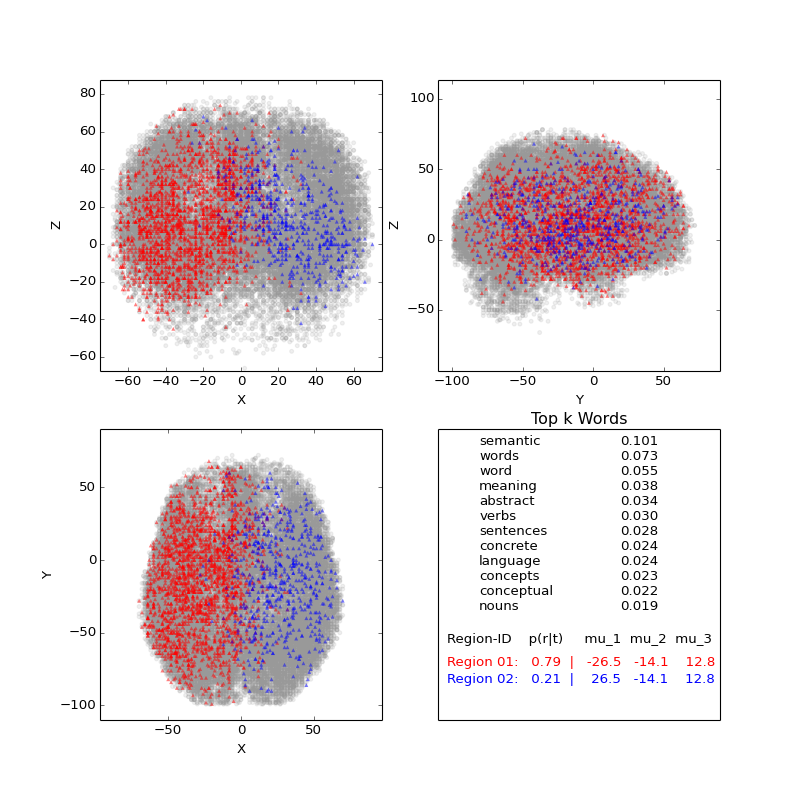 80
60
40
20
0
−20
−40
−60
Z
−60 −40 −20 0 20 40 60
X
100
50
0
−50
Z
−100 −50 0 50
Y
50
0
−50
−100
Y
−50 0 50
X
Top k Words
semantic 0.101
words 0.073
word 0.055
meaning 0.038
abstract 0.034
verbs 0.030
sentences 0.028
concrete 0.024
language 0.024
concepts 0.023
conceptual 0.022
nouns 0.019
Region-ID p(r|t) mu_1 mu_2 mu_3
Region 01: 0.79 | -26.5 -14.1 12.8
Region 02: 0.21 | 26.5 -14.1 12.8